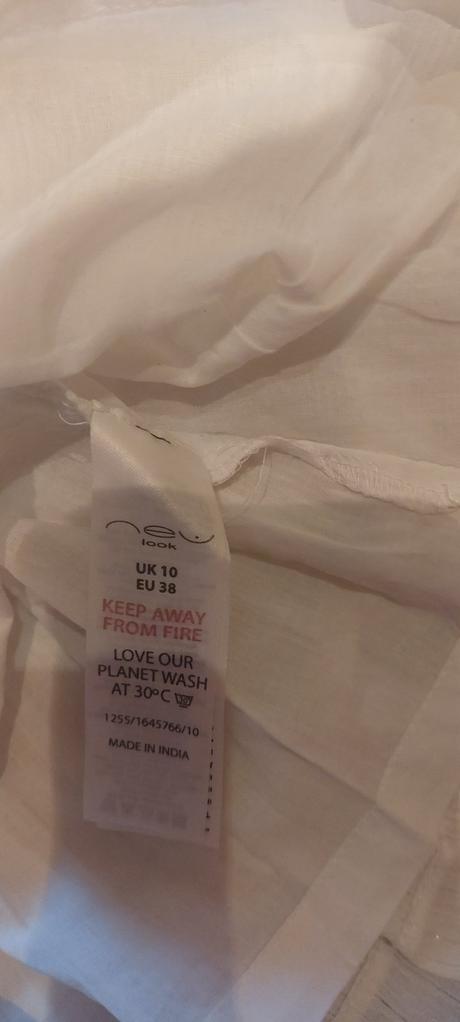 new
look
UK 10
EU 38
KEEP AWAY
FROM FIRE
LOVE OUR
PLANET WASH
AT 30°C
1255/1645766/10
MADE IN INDIA